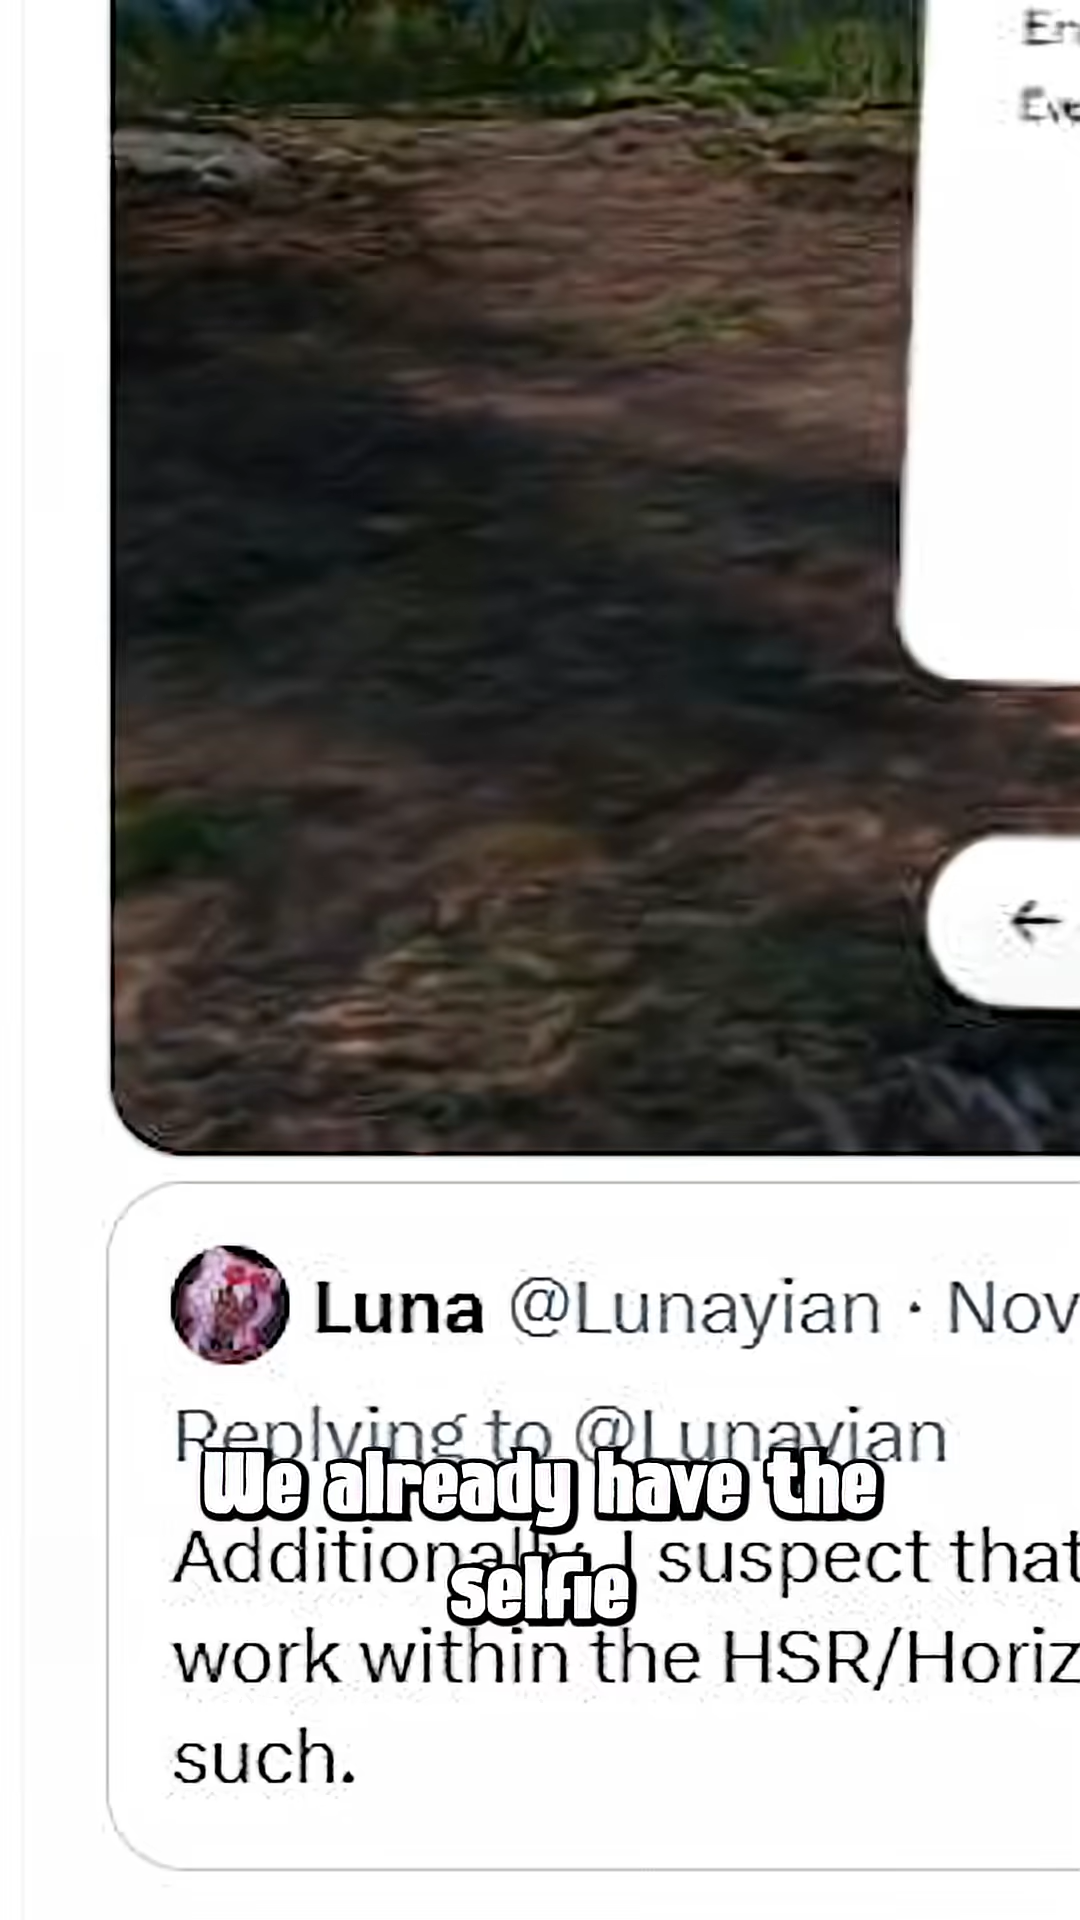 Luna @Lunayian · Nov
Replying to @Lunayian
We already have the
Additionally, I suspect that
selfie
work within the HSR/Horiz
such.